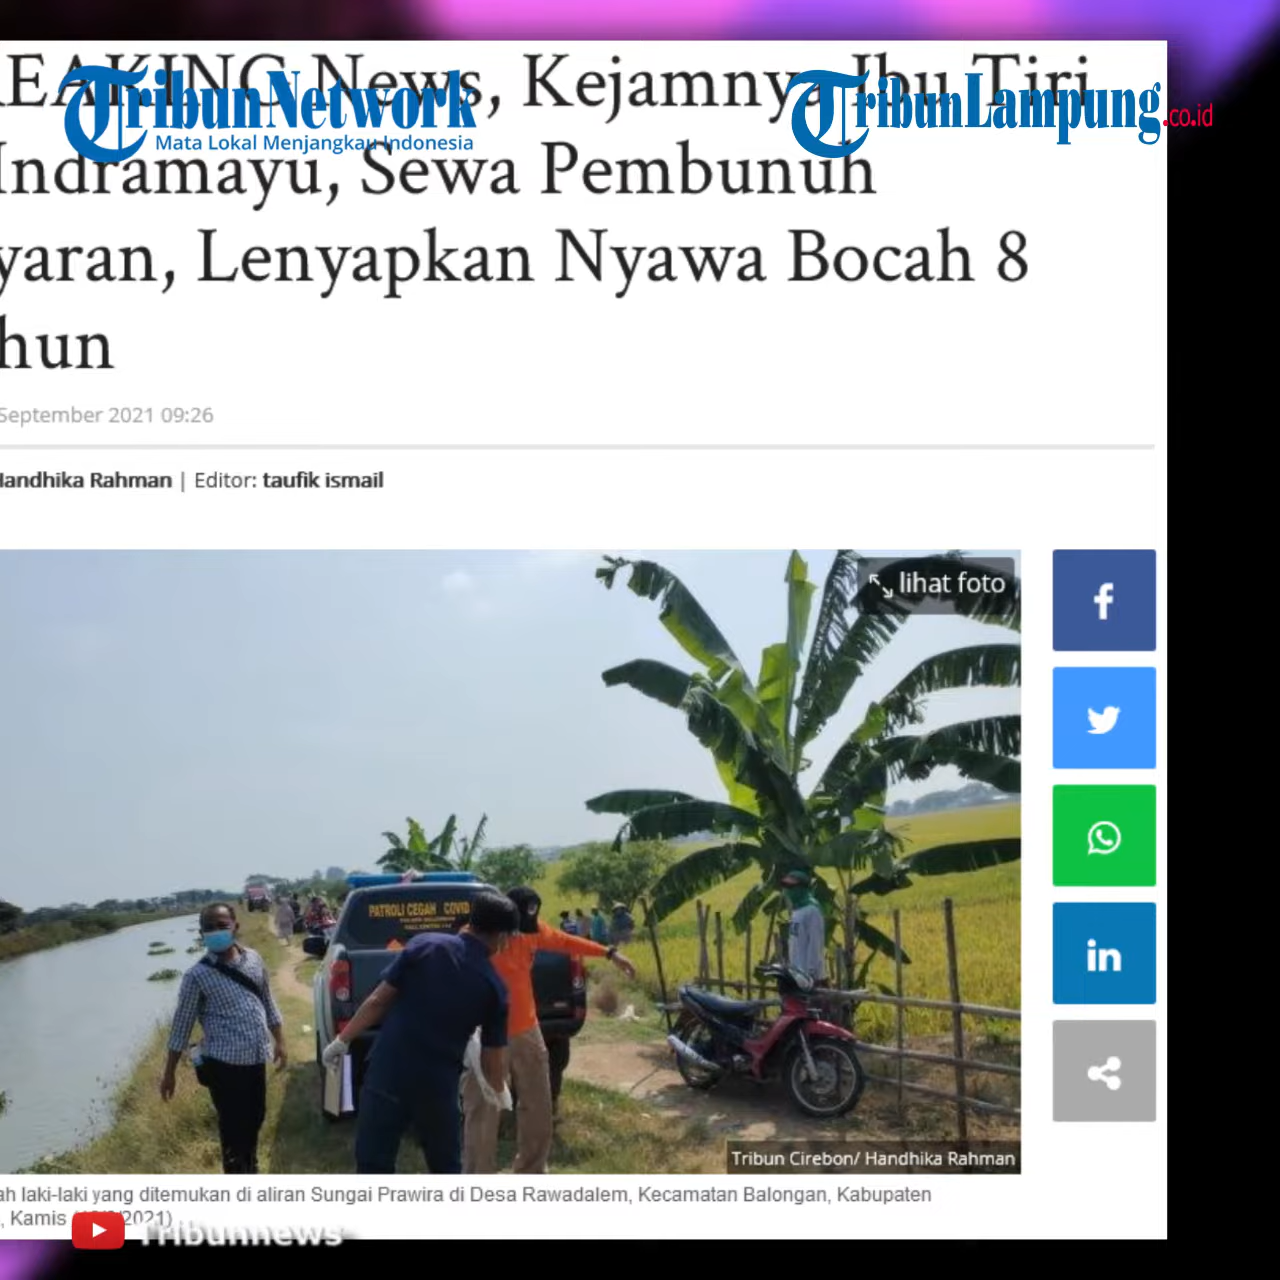 TribunNetwork
Mata Lokal Menjangkau Indonesia
TribunLampung.co.id
EAKING News, Kejamnya Ibu Tiri
Indramayu, Sewa Pembunuh
yaran, Lenyapkan Nyawa Bocah 8
hun
September 2021 09:26
Handhika Rahman | Editor: taufik ismail
lihat foto
PATROLI CEGAH COVID
Tribun Cirebon/ Handhika Rahman
ah laki-laki yang ditemukan di aliran Sungai Prawira di Desa Rawadalem, Kecamatan Balongan, Kabupaten
, Kamis 2021)
Tribunnews